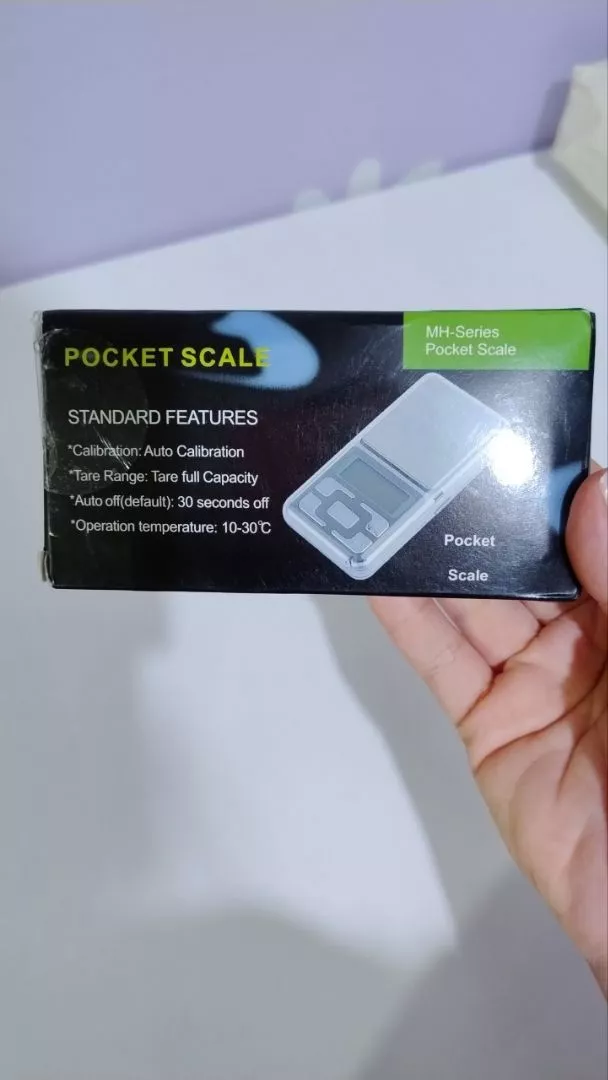 POCKET SCALE
MH-Series
Pocket Scale
STANDARD FEATURES
*Calibration: Auto Calibration
*Tare Range: Tare full Capacity
*Auto off(default): 30 seconds off
*Operation temperature: 10-30℃
Pocket
Scale